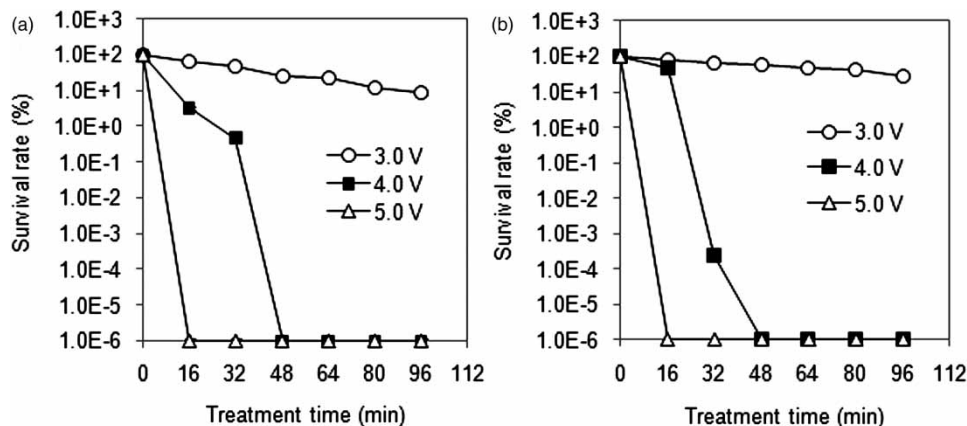 (a)
1.0E+3
1.0E+2
1.0E+1
1.0E+0
1.0E-1
1.0E-2
1.0E-3
1.0E-4
1.0E-5
1.0E-6
Survival rate (%)
3.0 V
4.0 V
5.0 V
0 16 32 48 64 80 96 112
Treatment time (min)
(b)
1.0E+3
1.0E+2
1.0E+1
1.0E+0
1.0E-1
1.0E-2
1.0E-3
1.0E-4
1.0E-5
1.0E-6
Survival rate (%)
3.0 V
4.0 V
5.0 V
0 16 32 48 64 80 96 112
Treatment time (min)